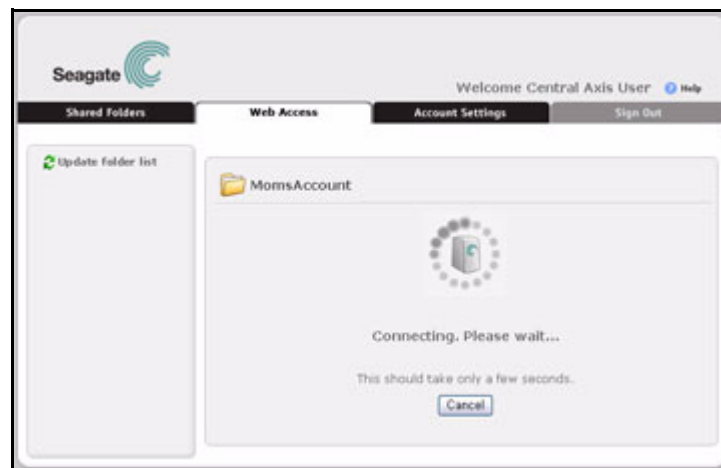 Seagate
Welcome Central Axis User Help
Shared Folders Web Access Account Settings Sign Out
Update folder list
MomsAccount
Connecting. Please wait...
This should take only a few seconds.
Cancel